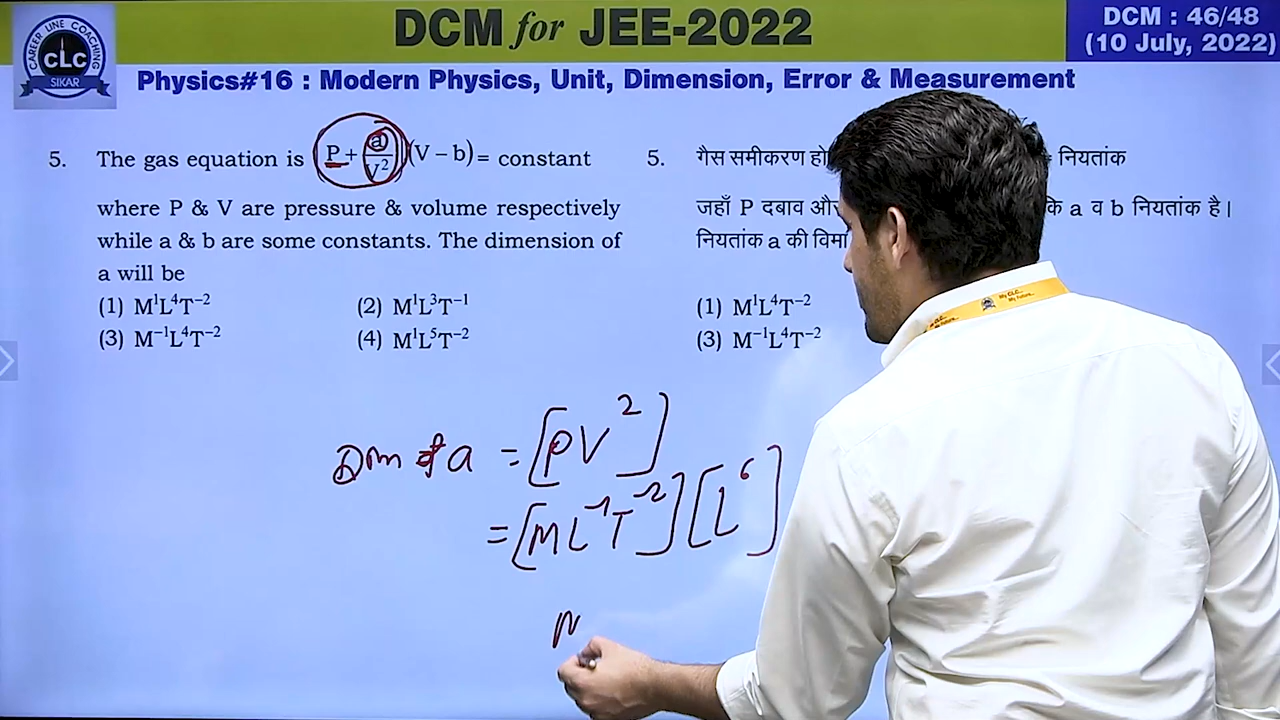 DCM for JEE-2022
DCM : 46/48
(10 July, 2022)
CAREER LINE COACHING
CLC
SIKAR
Physics#16 : Modern Physics, Unit, Dimension, Error & Measurement
5. The gas equation is (P + a/V²)(V – b) = constant
where P & V are pressure & volume respectively
while a & b are some constants. The dimension of
a will be
(1) M¹L⁴T⁻² (2) M¹L³T⁻¹
(3) M⁻¹L⁴T⁻² (4) M¹L⁵T⁻²
5. गैस समीकरण
= नियतांक
जहाँ P दबाव
कि a व b नियतांक है।
नियतांक a की
(1) M¹L⁴T⁻²
(3) M⁻¹L⁴T⁻²
Dim of a = [PV²]
= [ML⁻¹T⁻²][L⁶]
My CLC...
My Future...